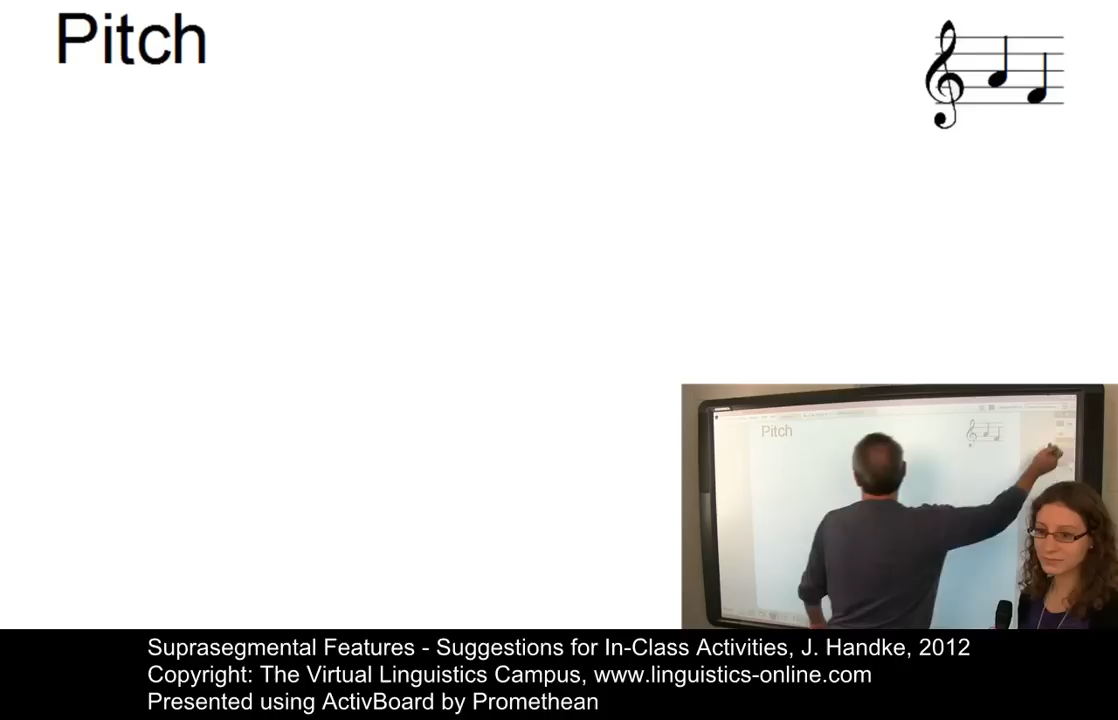 Pitch
Pitch
Suprasegmental Features - Suggestions for In-Class Activities, J. Handke, 2012
Copyright: The Virtual Linguistics Campus, www.linguistics-online.com
Presented using ActivBoard by Promethean